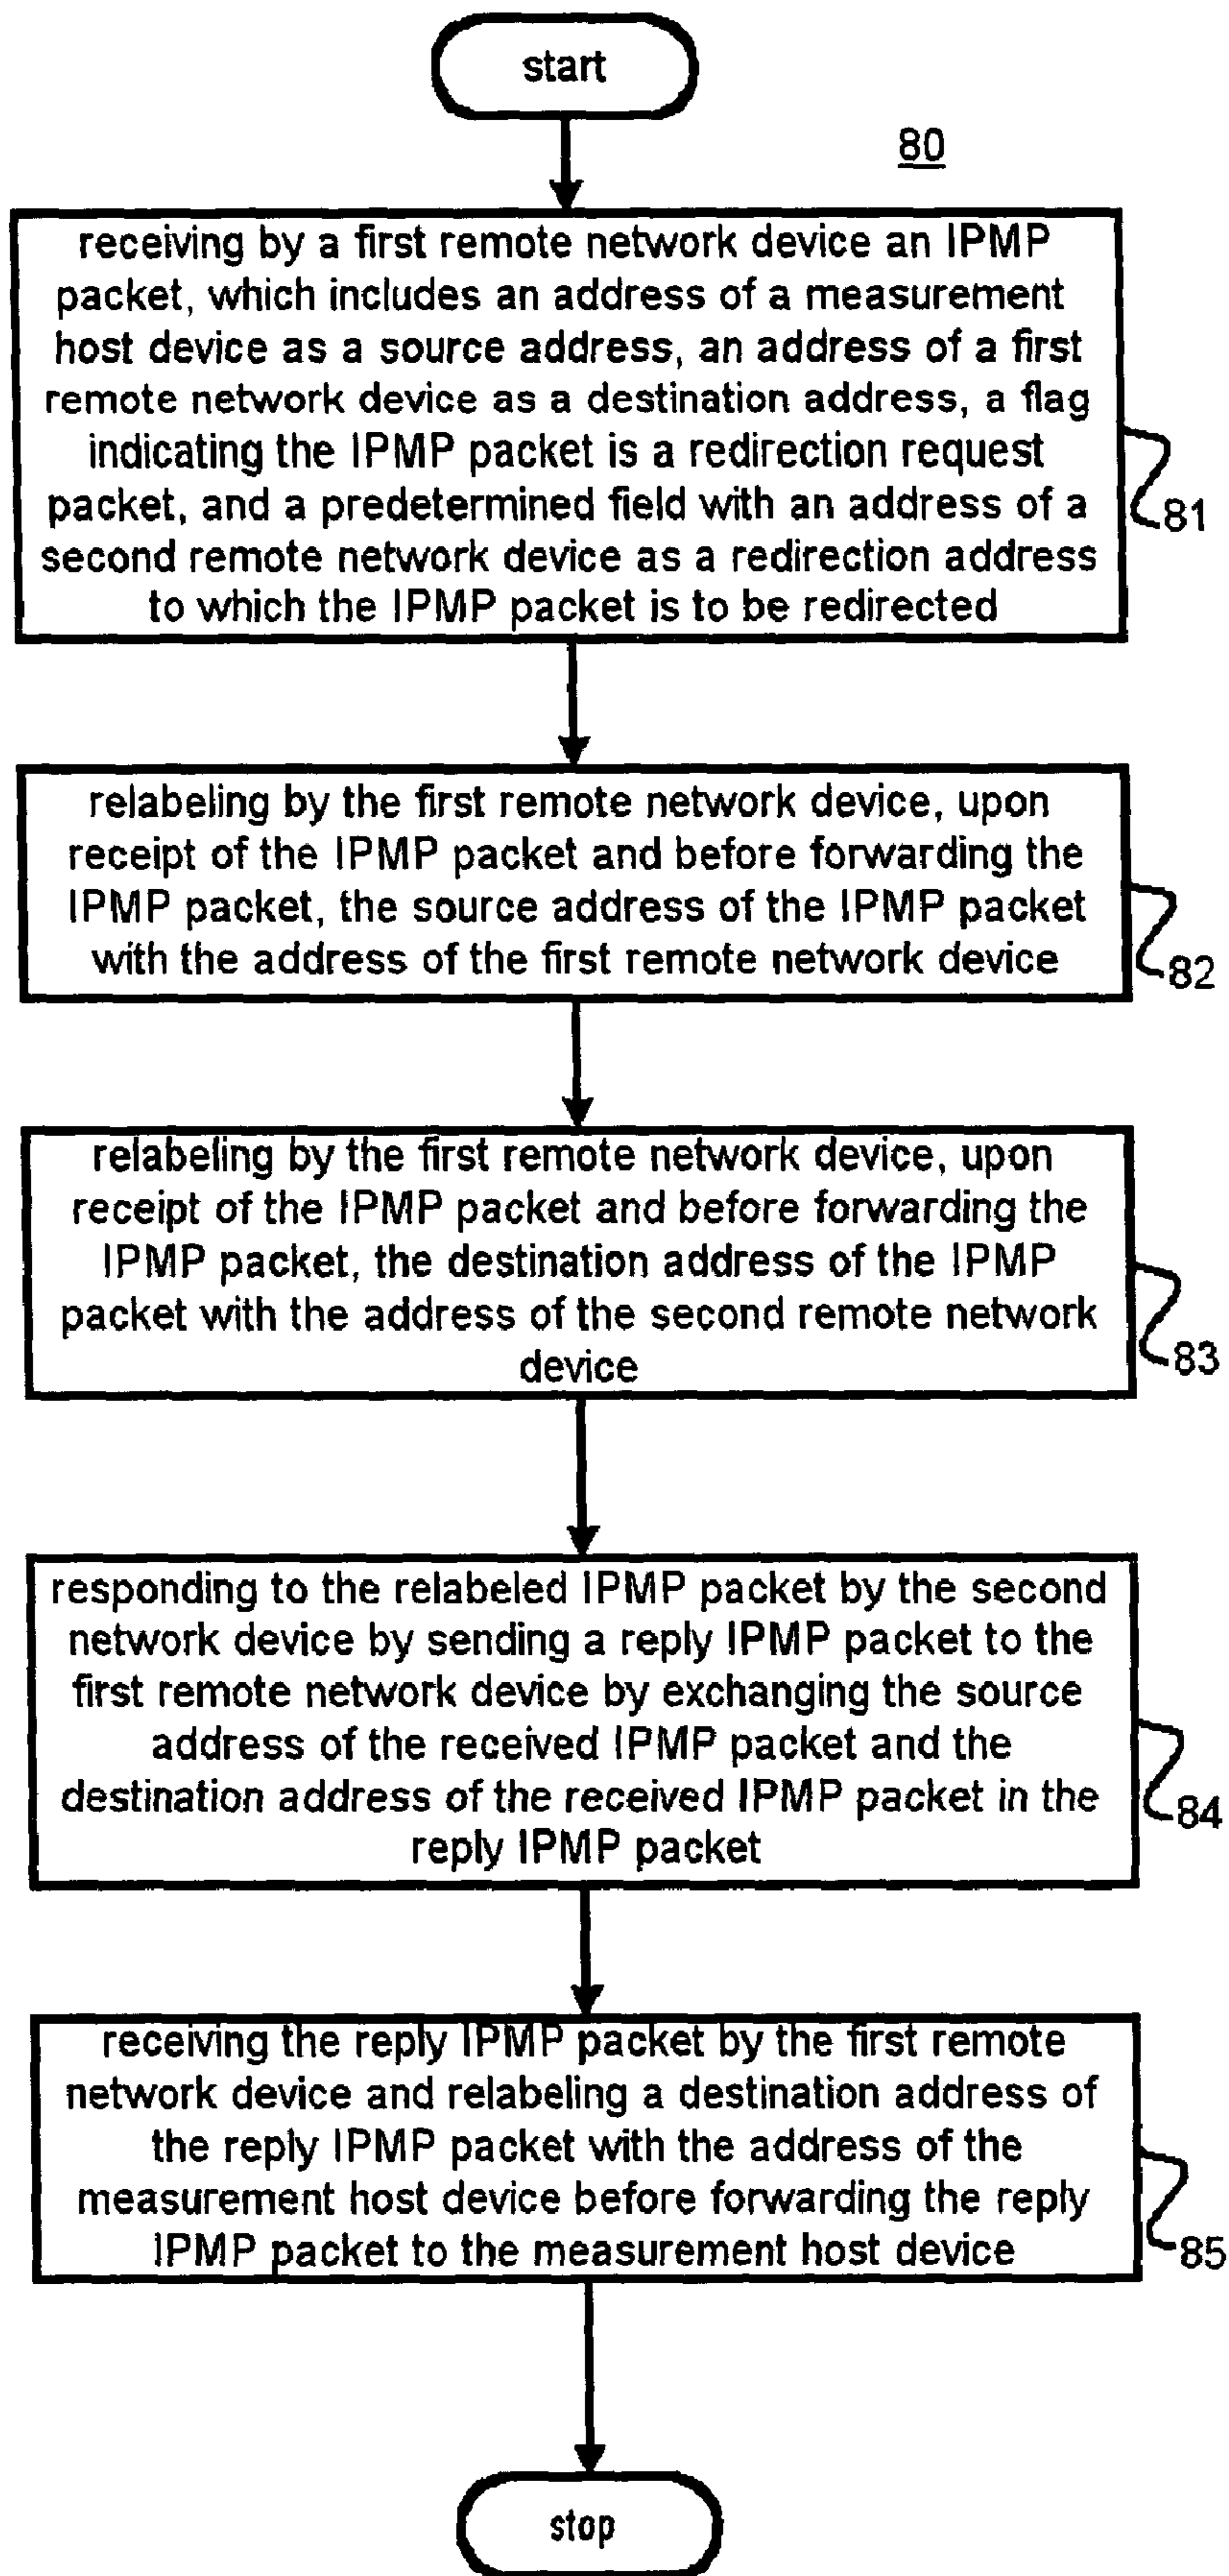 start
80
receiving by a first remote network device an IPMP
packet, which includes an address of a measurement
host device as a source address, an address of a first
remote network device as a destination address, a flag
indicating the IPMP packet is a redirection request
packet, and a predetermined field with an address of a
second remote network device as a redirection address
to which the IPMP packet is to be redirected
81
relabeling by the first remote network device, upon
receipt of the IPMP packet and before forwarding the
IPMP packet, the source address of the IPMP packet
with the address of the first remote network device
82
relabeling by the first remote network device, upon
receipt of the IPMP packet and before forwarding the
IPMP packet, the destination address of the IPMP
packet with the address of the second remote network
device
83
responding to the relabeled IPMP packet by the second
network device by sending a reply IPMP packet to the
first remote network device by exchanging the source
address of the received IPMP packet and the
destination address of the received IPMP packet in the
reply IPMP packet
84
receiving the reply IPMP packet by the first remote
network device and relabeling a destination address of
the reply IPMP packet with the address of the
measurement host device before forwarding the reply
IPMP packet to the measurement host device
85
stop